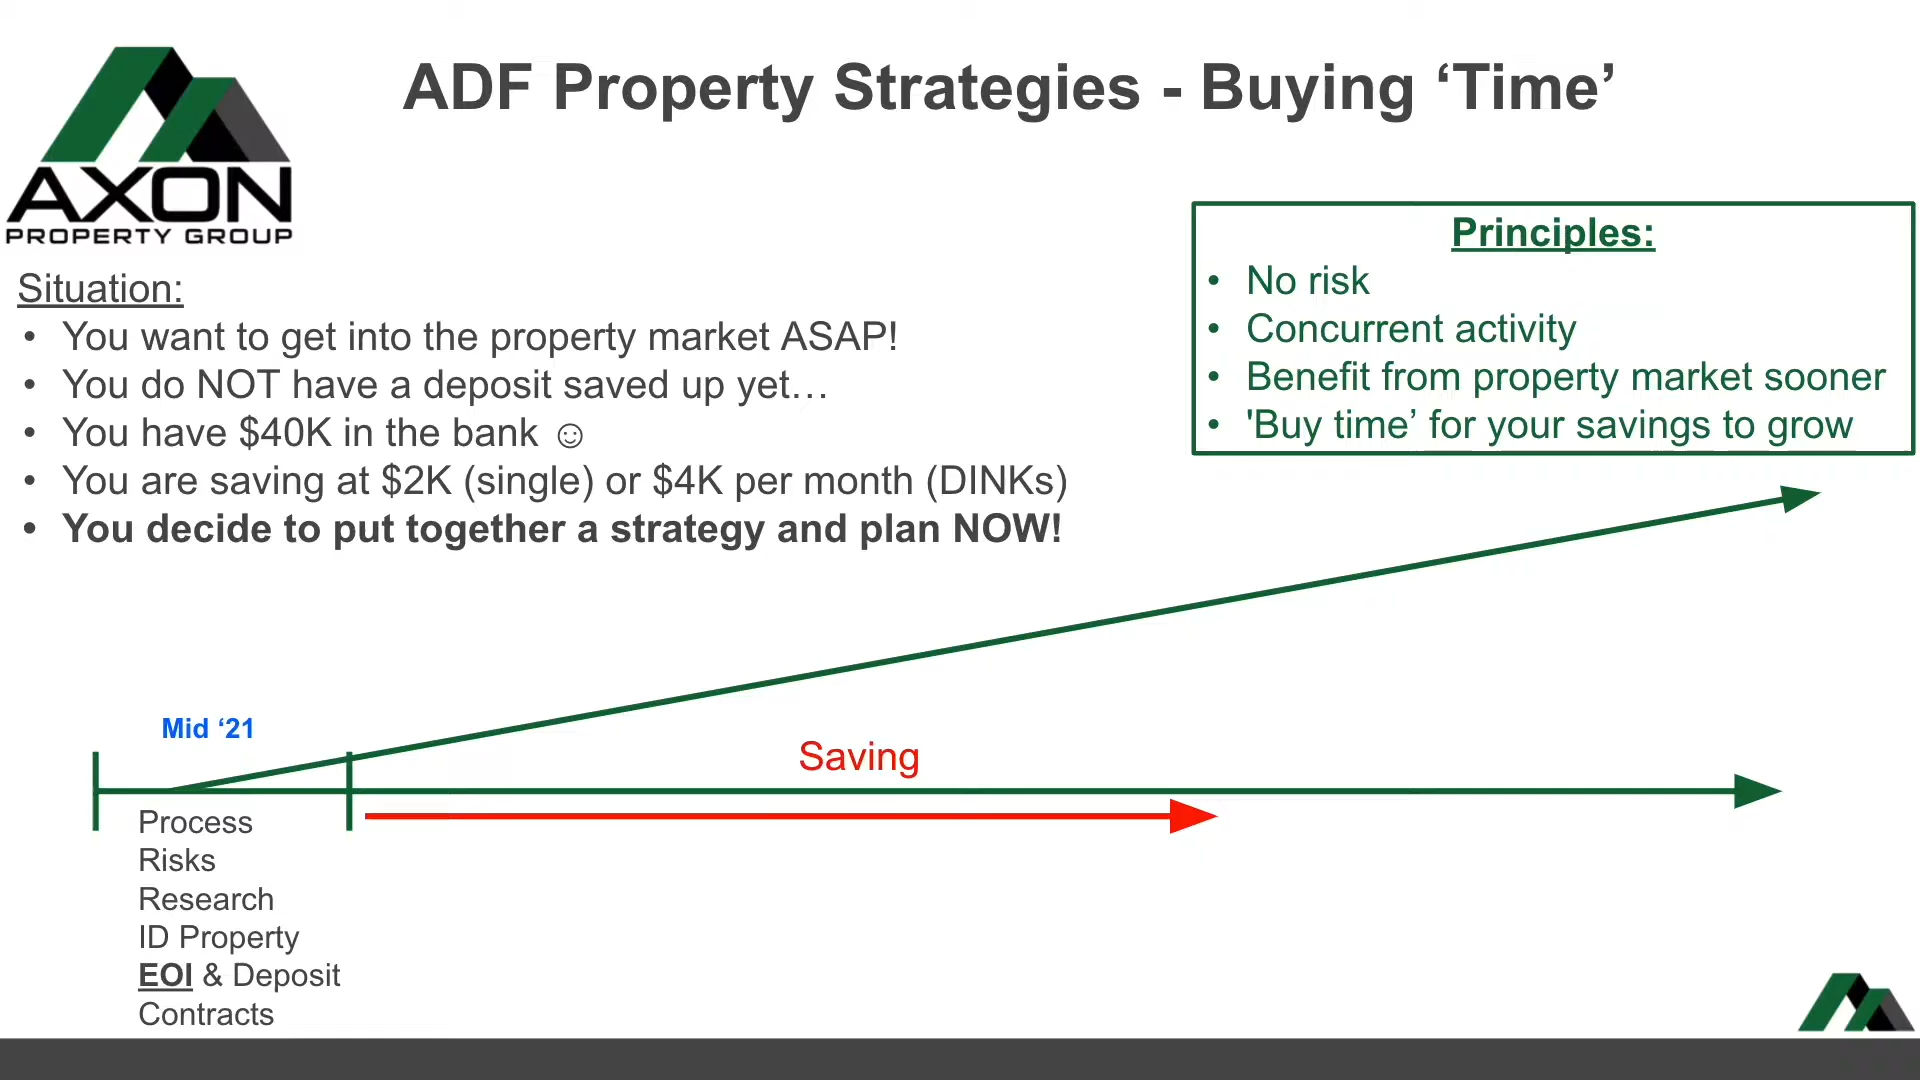 AXON
PROPERTY GROUP
ADF Property Strategies - Buying ‘Time’
Situation:
• You want to get into the property market ASAP!
• You do NOT have a deposit saved up yet…
• You have $40K in the bank ☺
• You are saving at $2K (single) or $4K per month (DINKs)
• You decide to put together a strategy and plan NOW!
Principles:
• No risk
• Concurrent activity
• Benefit from property market sooner
• 'Buy time’ for your savings to grow
Mid ‘21
Saving
Process
Risks
Research
ID Property
EOI & Deposit
Contracts